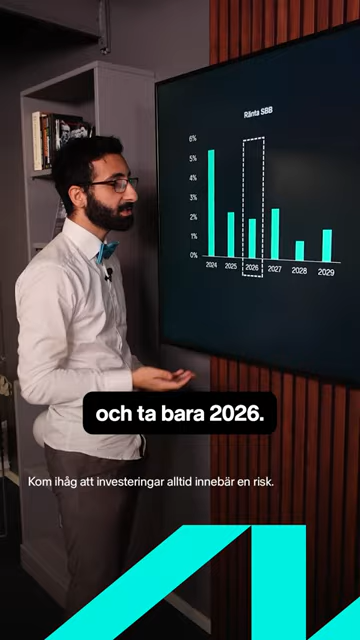 Ränta SBB
6%
5%
4%
3%
2%
1%
0%
2024 2025 2026 2027 2028 2029
och ta bara 2026.
Kom ihåg att investeringar alltid innebär en risk.